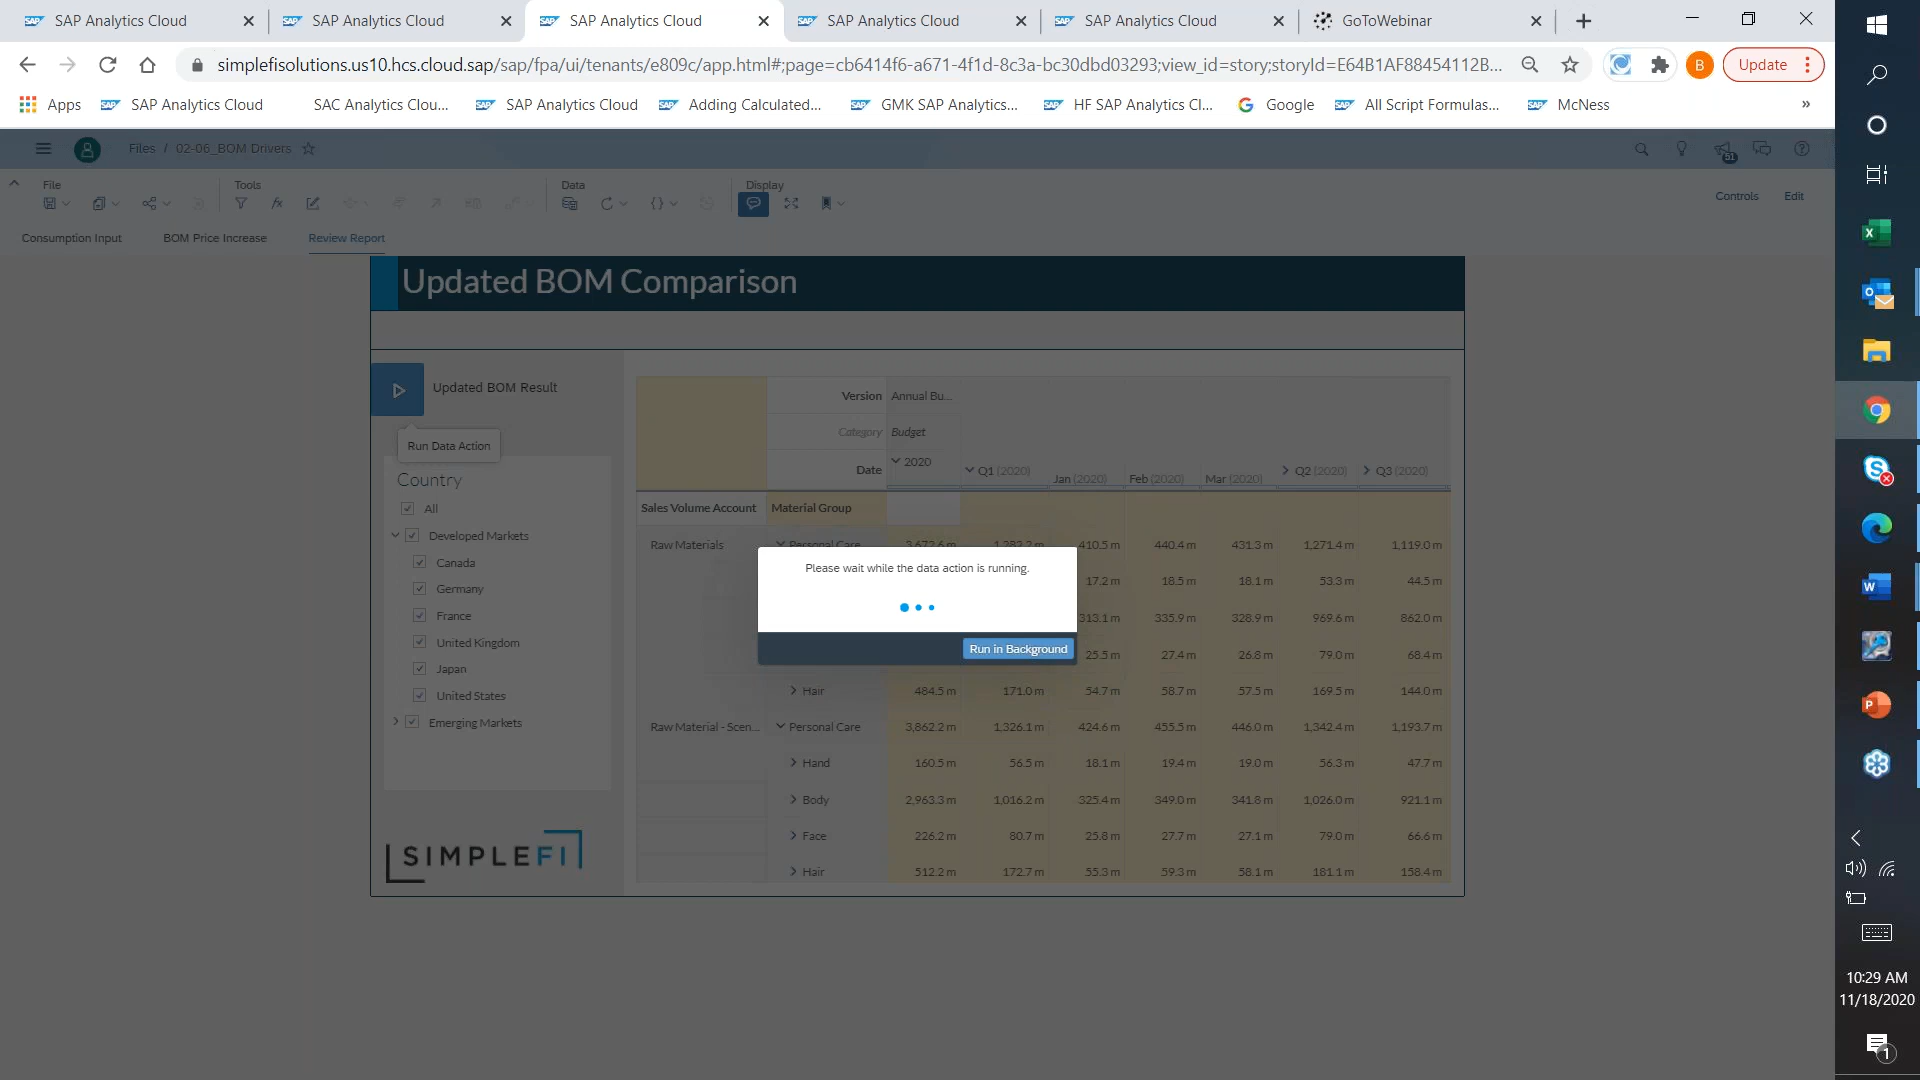 SAP Analytics Cloud SAP Analytics Cloud SAP Analytics Cloud SAP Analytics Cloud SAP Analytics Cloud GoToWebinar
simplefisolutions.us10.hcs.cloud.sap/sap/fpa/ui/tenants/e809c/app.html#;page=cb6414f6-a671-4f1d-8c3a-bc30dbd03293;view_id=story;storyId=E64B1AF88454112B... B Update
Apps SAP Analytics Cloud SAC Analytics Clou... SAP Analytics Cloud Adding Calculated... GMK SAP Analytics... HF SAP Analytics Cl... Google All Script Formulas... McNess »
Files / 02-06_BOM Drivers 51
File Tools Data Display
Controls Edit
Consumption Input BOM Price Increase Review Report
Updated BOM Comparison
Updated BOM Result
Run Data Action
Country
All
Developed Markets
Canada
Germany
France
United Kingdom
Japan
United States
Emerging Markets
SIMPLEFI
Version Annual Bu...
Category Budget
Date 2020 Q1 (2020) Jan (2020) Feb (2020) Mar (2020) Q2 (2020) Q3 (2020)
Sales Volume Account Material Group
Raw Materials Personal Care 3,672.6 m 1,282.2 m 410.5 m 440.4 m 431.3 m 1,271.4 m 1,119.0 m
17.2 m 18.5 m 18.1 m 53.3 m 44.5 m
313.1 m 335.9 m 328.9 m 969.6 m 862.0 m
25.5 m 27.4 m 26.8 m 79.0 m 68.4 m
Hair 484.5 m 171.0 m 54.7 m 58.7 m 57.5 m 169.5 m 144.0 m
Raw Material - Scen... Personal Care 3,862.2 m 1,326.1 m 424.6 m 455.5 m 446.0 m 1,342.4 m 1,193.7 m
Hand 160.5 m 56.5 m 18.1 m 19.4 m 19.0 m 56.3 m 47.7 m
Body 2,963.3 m 1,016.2 m 325.4 m 349.0 m 341.8 m 1,026.0 m 921.1 m
Face 226.2 m 80.7 m 25.8 m 27.7 m 27.1 m 79.0 m 66.6 m
Hair 512.2 m 172.7 m 55.3 m 59.3 m 58.1 m 181.1 m 158.4 m
Please wait while the data action is running.
Run in Background
10:29 AM
11/18/2020
1